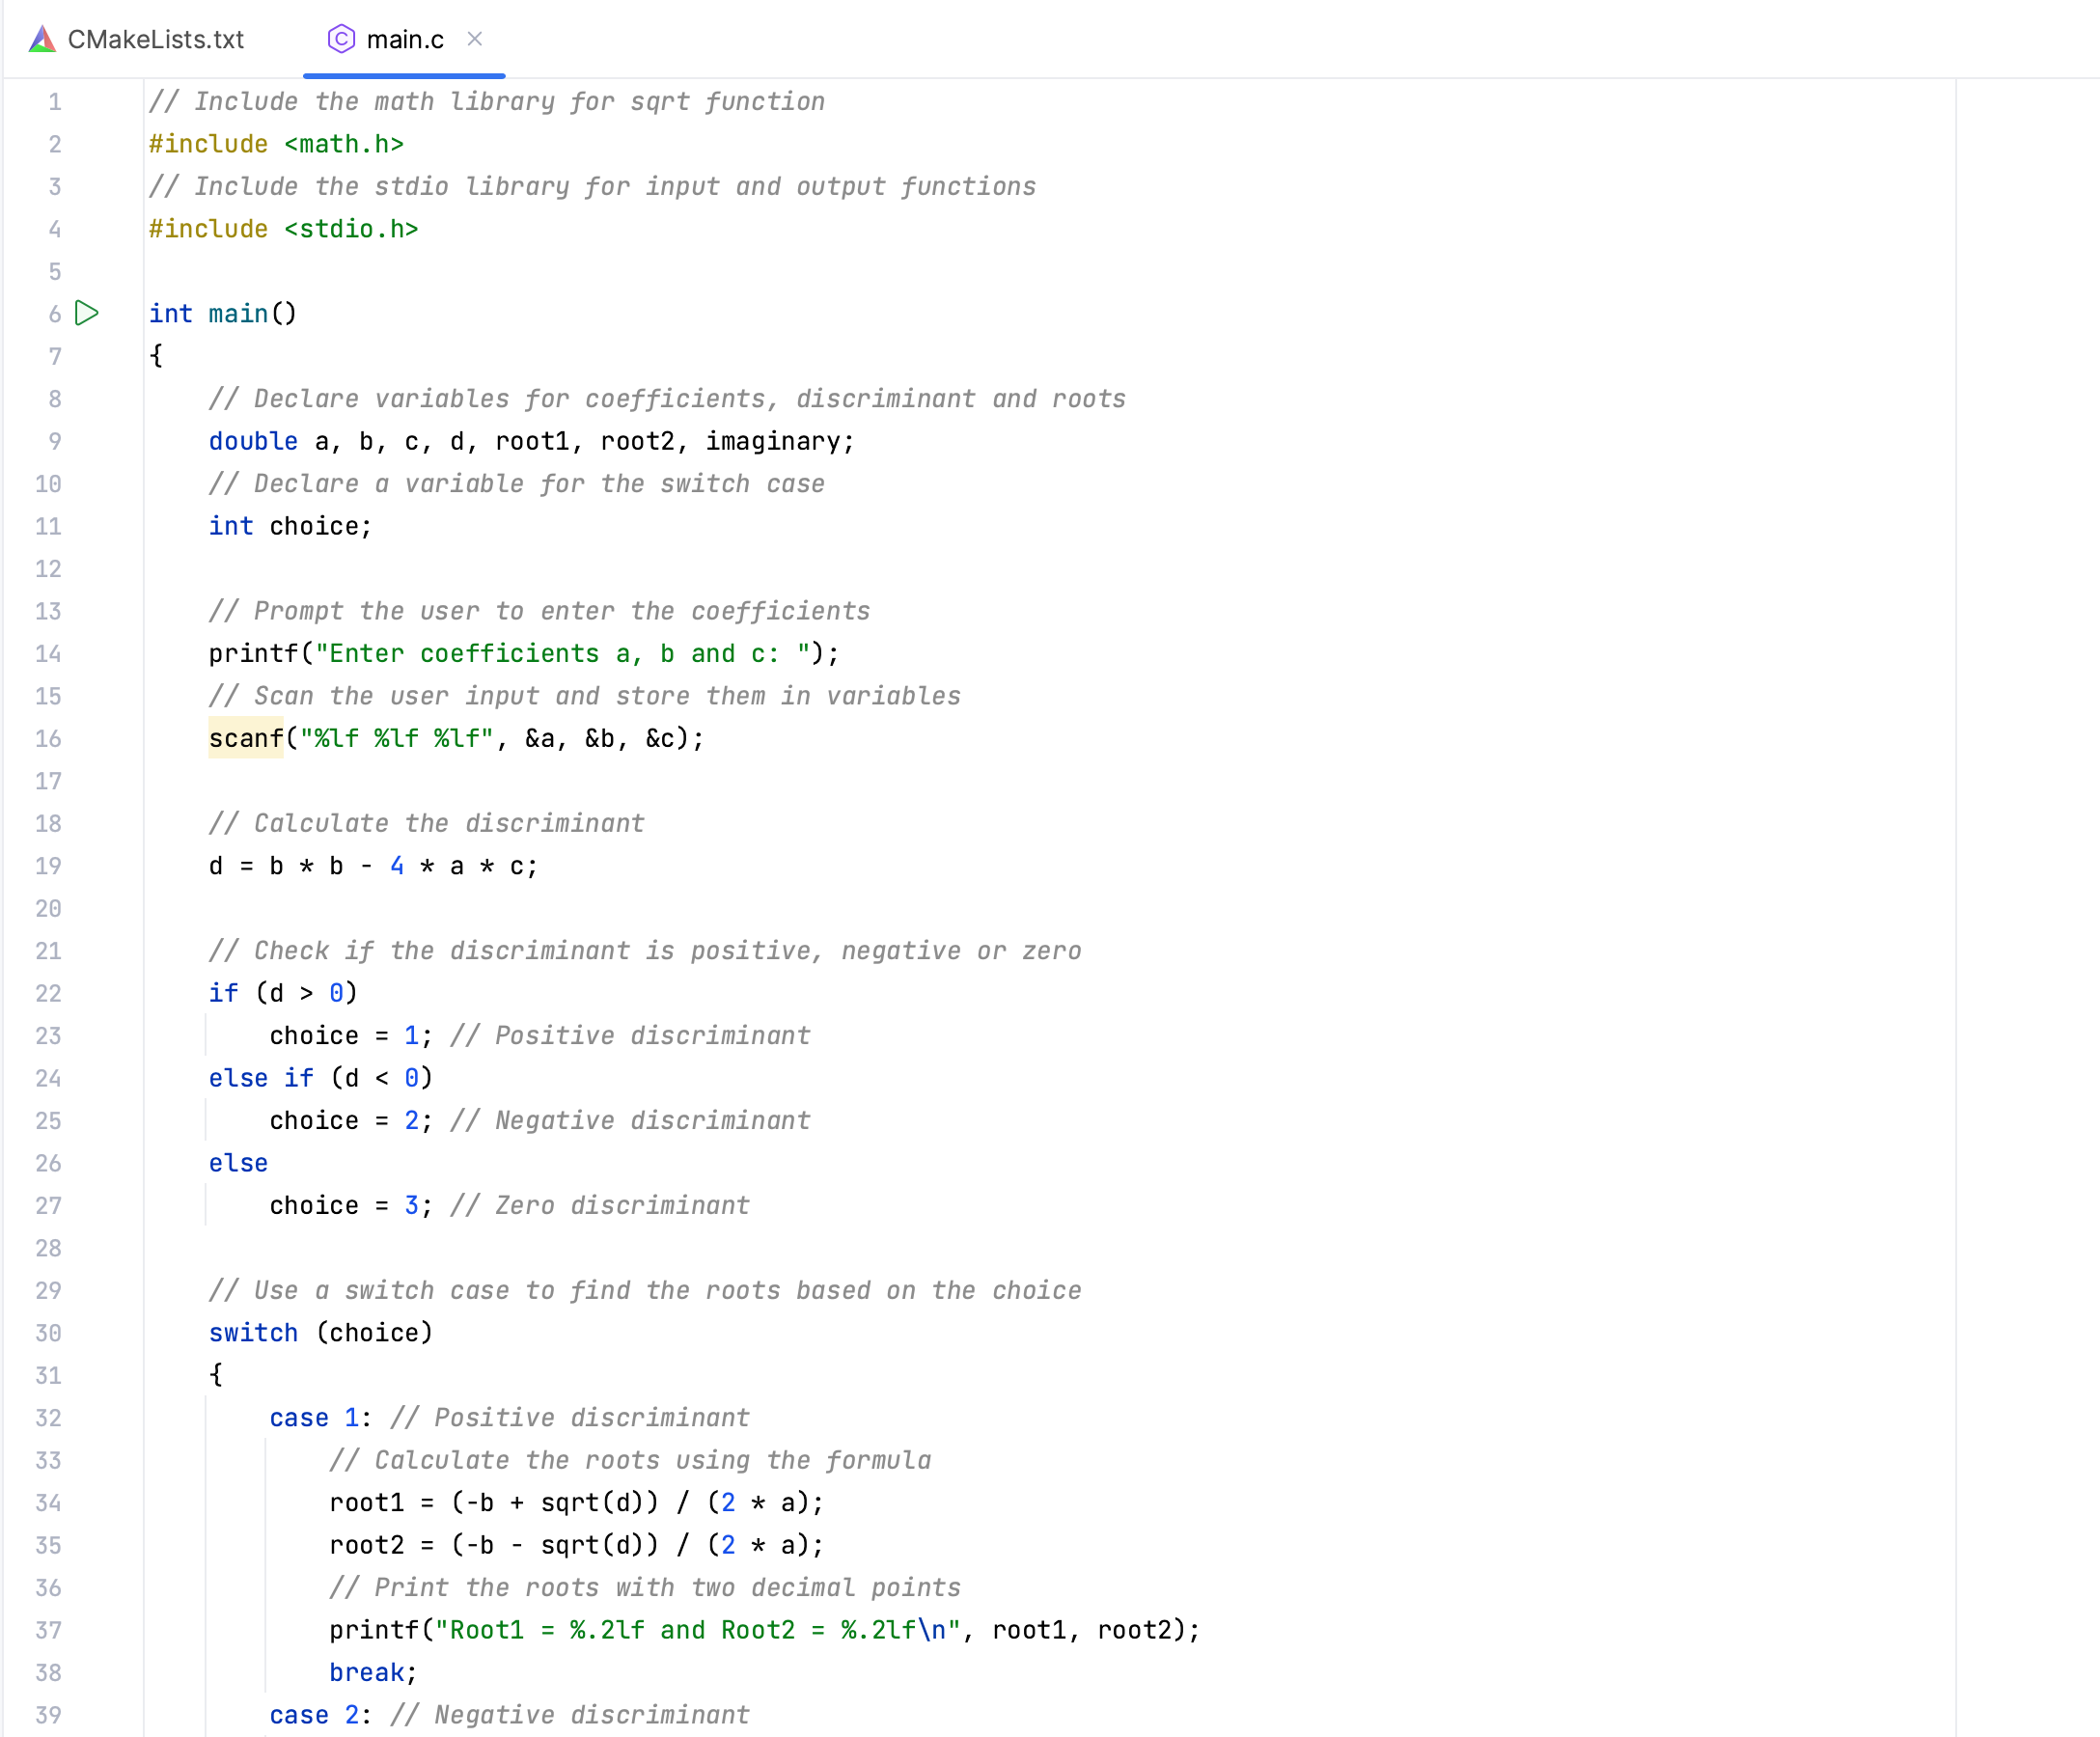 CMakeLists.txt main.c ×
1 // Include the math library for sqrt function
2 #include <math.h>
3 // Include the stdio library for input and output functions
4 #include <stdio.h>
5
6 int main()
7 {
8     // Declare variables for coefficients, discriminant and roots
9     double a, b, c, d, root1, root2, imaginary;
10     // Declare a variable for the switch case
11     int choice;
12
13     // Prompt the user to enter the coefficients
14     printf("Enter coefficients a, b and c: ");
15     // Scan the user input and store them in variables
16     scanf("%lf %lf %lf", &a, &b, &c);
17
18     // Calculate the discriminant
19     d = b * b - 4 * a * c;
20
21     // Check if the discriminant is positive, negative or zero
22     if (d > 0)
23         choice = 1; // Positive discriminant
24     else if (d < 0)
25         choice = 2; // Negative discriminant
26     else
27         choice = 3; // Zero discriminant
28
29     // Use a switch case to find the roots based on the choice
30     switch (choice)
31     {
32         case 1: // Positive discriminant
33             // Calculate the roots using the formula
34             root1 = (-b + sqrt(d)) / (2 * a);
35             root2 = (-b - sqrt(d)) / (2 * a);
36             // Print the roots with two decimal points
37             printf("Root1 = %.2lf and Root2 = %.2lf\n", root1, root2);
38             break;
39         case 2: // Negative discriminant